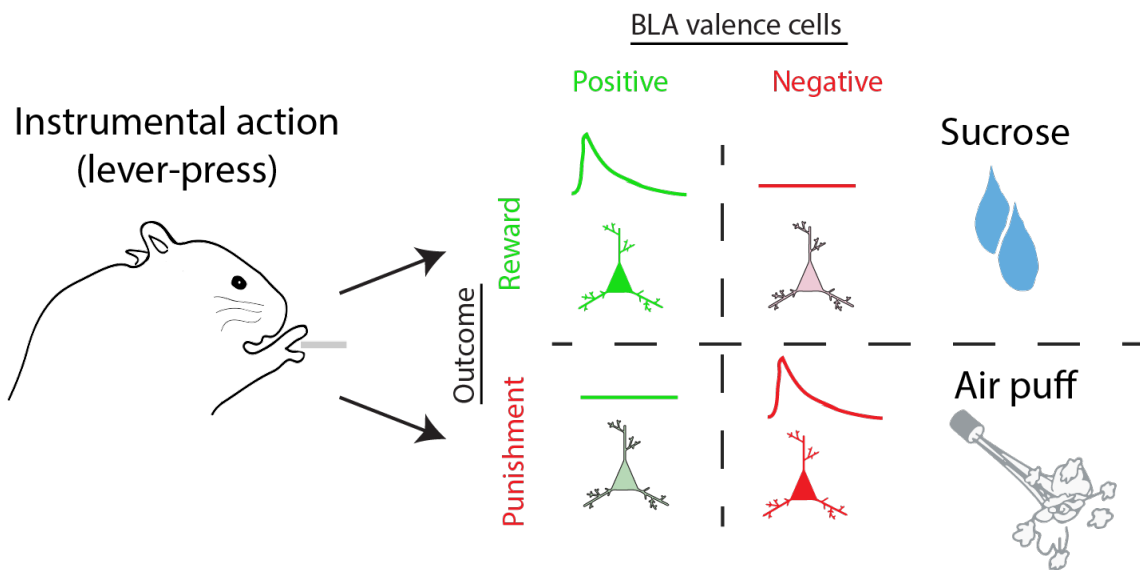 BLA valence cells
Positive
Negative
Instrumental action
(lever-press)
Sucrose
Reward
Outcome
Punishment
Air puff